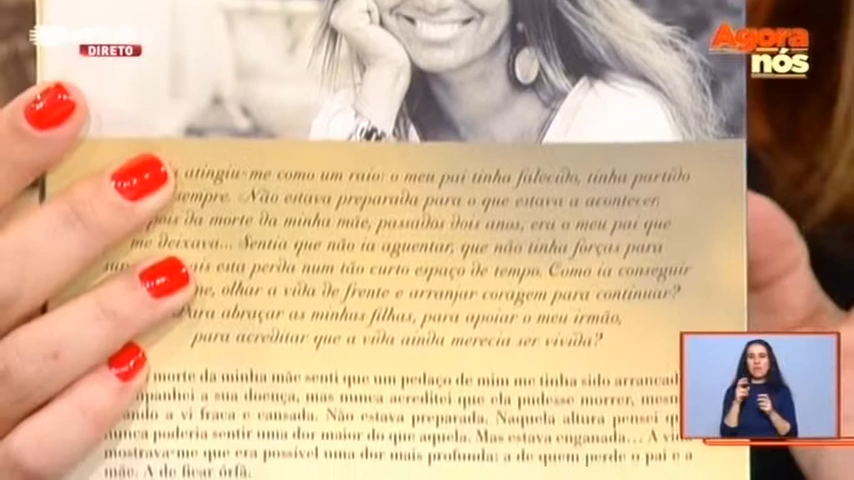 DIRETO
Agora
nós
atingiu-me como um raio: o meu pai tinha falecido, tinha partido
sempre. Não estava preparada para o que estava a acontecer.
da morte da minha mãe, passados dois anos, era o meu pai que
me deixava... Sentia que não ia aguentar, que não tinha forças para
mais esta perda num tão curto espaço de tempo. Como ia conseguir
olhar a vida de frente e arranjar coragem para continuar?
Para abraçar as minhas filhas, para apoiar o meu irmão,
para acreditar que a vida ainda merecia ser vivida?
morte da minha mãe senti que um pedaço de mim me tinha sido
a sua doença, mas nunca acreditei que ela pudesse morrer,
a vi fraca e cansada. Não estava preparada. Naquela altura pensei
poderia sentir uma dor maior do que aquela. Mas estava enganada... A
mostrava-me que era possível uma dor mais profunda: a de quem perde o pai e a
mãe. A de ficar órfã.